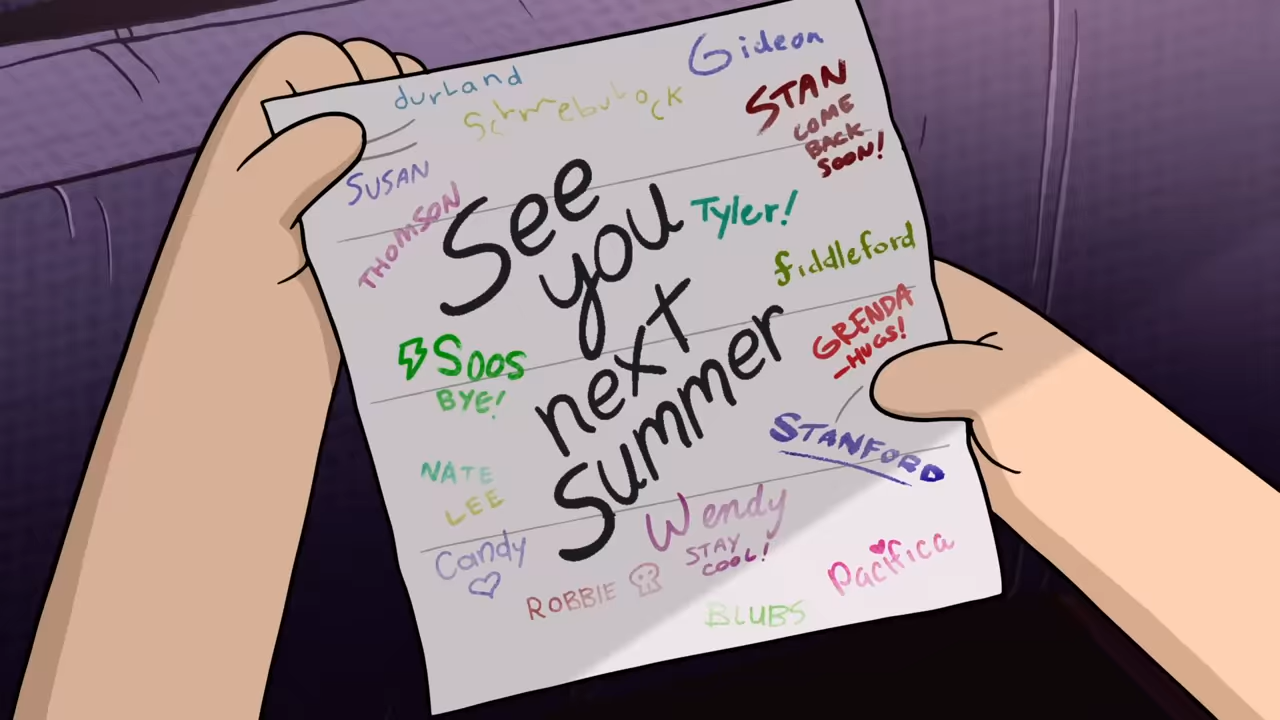 Gideon
durland
Schmebulock
STAN
COME
BACK
SOON!
SUSAN
THOMSON
See
you
next
summer
Tyler!
fiddleford
GRENDA
-HUGS!
Soos
BYE!
STANFORD
NATE
LEE
Wendy
STAY
COOL!
Candy
ROBBIE
Pacifica
BLUBS